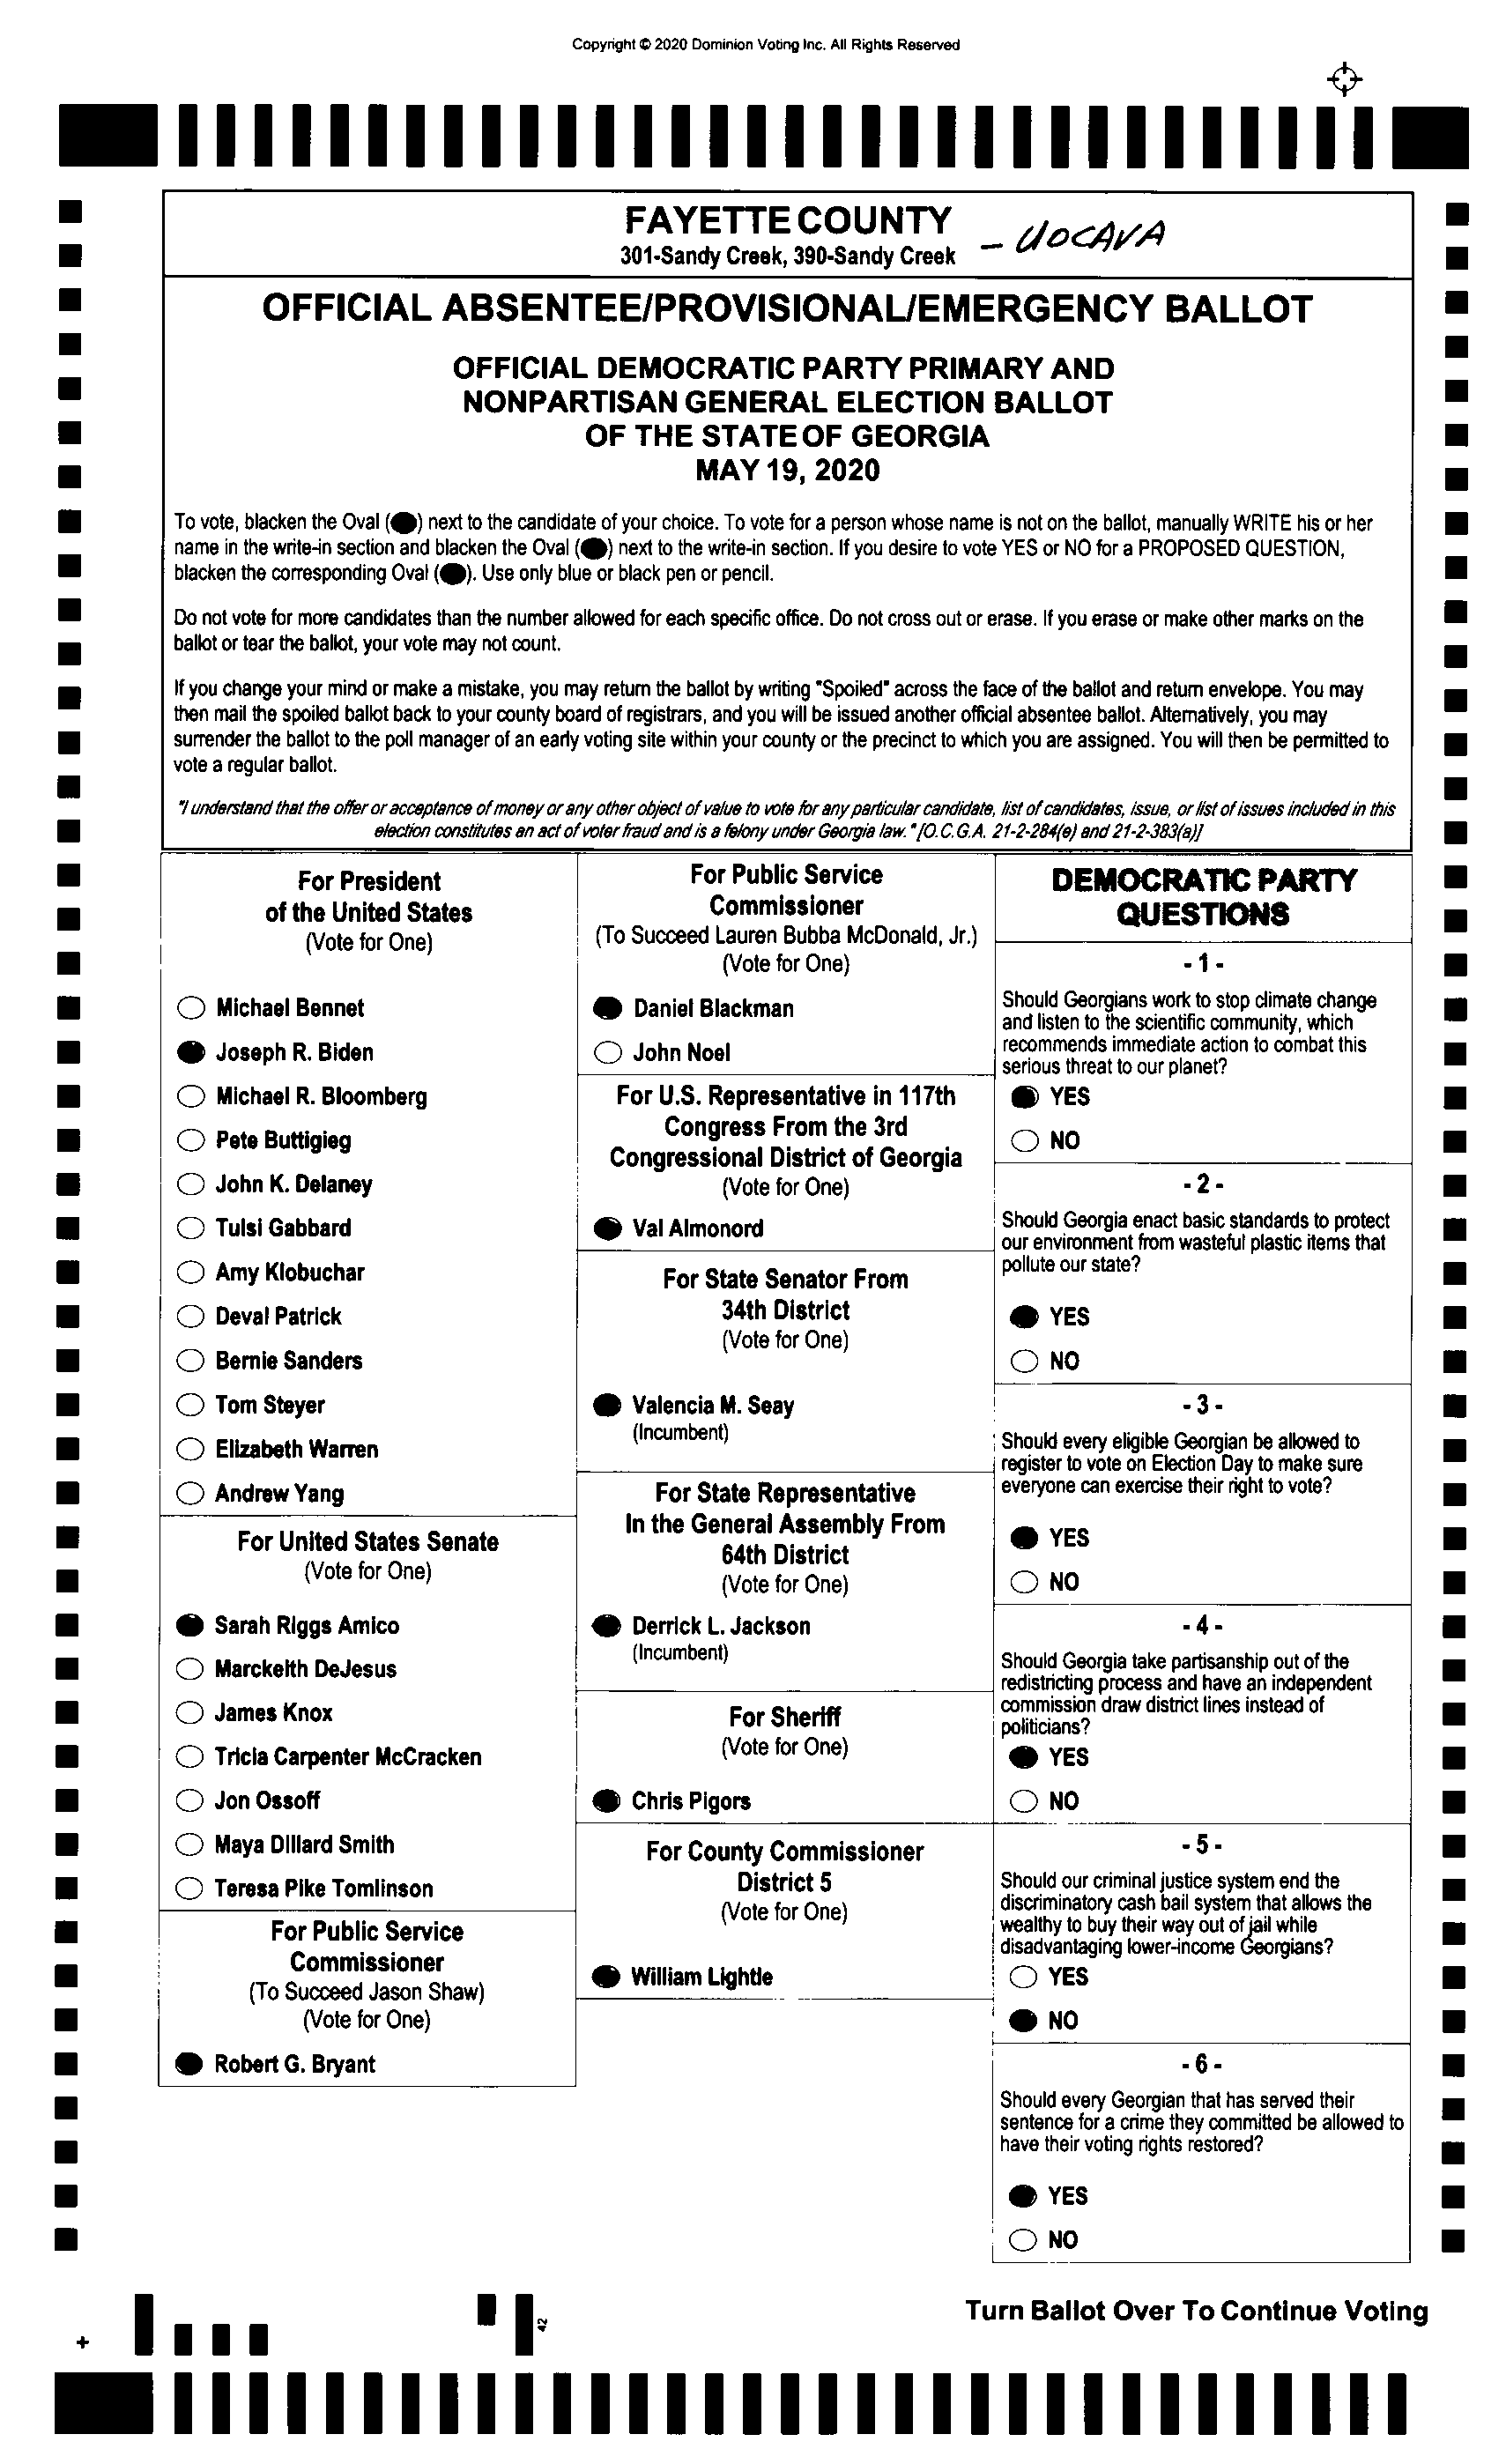 Copyright © 2020 Dominion Voting Inc. All Rights Reserved
FAYETTE COUNTY
301-Sandy Creek, 390-Sandy Creek
- UOCAVA
OFFICIAL ABSENTEE/PROVISIONAL/EMERGENCY BALLOT
OFFICIAL DEMOCRATIC PARTY PRIMARY AND
NONPARTISAN GENERAL ELECTION BALLOT
OF THE STATE OF GEORGIA
MAY 19, 2020
To vote, blacken the Oval (⬬) next to the candidate of your choice. To vote for a person whose name is not on the ballot, manually WRITE his or her
name in the write-in section and blacken the Oval (⬬) next to the write-in section. If you desire to vote YES or NO for a PROPOSED QUESTION,
blacken the corresponding Oval (⬬). Use only blue or black pen or pencil.
Do not vote for more candidates than the number allowed for each specific office. Do not cross out or erase. If you erase or make other marks on the
ballot or tear the ballot, your vote may not count.
If you change your mind or make a mistake, you may return the ballot by writing "Spoiled" across the face of the ballot and return envelope. You may
then mail the spoiled ballot back to your county board of registrars, and you will be issued another official absentee ballot. Alternatively, you may
surrender the ballot to the poll manager of an early voting site within your county or the precinct to which you are assigned. You will then be permitted to
vote a regular ballot.
"I understand that the offer or acceptance of money or any other object of value to vote for any particular candidate, list of candidates, issue, or list of issues included in this
election constitutes an act of voter fraud and is a felony under Georgia law." [O.C.G.A. 21-2-284(e) and 21-2-383(a)]
For President
of the United States
(Vote for One)
Michael Bennet
Joseph R. Biden
Michael R. Bloomberg
Pete Buttigieg
John K. Delaney
Tulsi Gabbard
Amy Klobuchar
Deval Patrick
Bernie Sanders
Tom Steyer
Elizabeth Warren
Andrew Yang
For United States Senate
(Vote for One)
Sarah Riggs Amico
Marckeith DeJesus
James Knox
Tricia Carpenter McCracken
Jon Ossoff
Maya Dillard Smith
Teresa Pike Tomlinson
For Public Service
Commissioner
(To Succeed Jason Shaw)
(Vote for One)
Robert G. Bryant
For Public Service
Commissioner
(To Succeed Lauren Bubba McDonald, Jr.)
(Vote for One)
Daniel Blackman
John Noel
For U.S. Representative in 117th
Congress From the 3rd
Congressional District of Georgia
(Vote for One)
Val Almonord
For State Senator From
34th District
(Vote for One)
Valencia M. Seay
(Incumbent)
For State Representative
In the General Assembly From
64th District
(Vote for One)
Derrick L. Jackson
(Incumbent)
For Sheriff
(Vote for One)
Chris Pigors
For County Commissioner
District 5
(Vote for One)
William Lightle
DEMOCRATIC PARTY
QUESTIONS
- 1 -
Should Georgians work to stop climate change
and listen to the scientific community, which
recommends immediate action to combat this
serious threat to our planet?
YES
NO
- 2 -
Should Georgia enact basic standards to protect
our environment from wasteful plastic items that
pollute our state?
YES
NO
- 3 -
Should every eligible Georgian be allowed to
register to vote on Election Day to make sure
everyone can exercise their right to vote?
YES
NO
- 4 -
Should Georgia take partisanship out of the
redistricting process and have an independent
commission draw district lines instead of
politicians?
YES
NO
- 5 -
Should our criminal justice system end the
discriminatory cash bail system that allows the
wealthy to buy their way out of jail while
disadvantaging lower-income Georgians?
YES
NO
- 6 -
Should every Georgian that has served their
sentence for a crime they committed be allowed to
have their voting rights restored?
YES
NO
Turn Ballot Over To Continue Voting
42